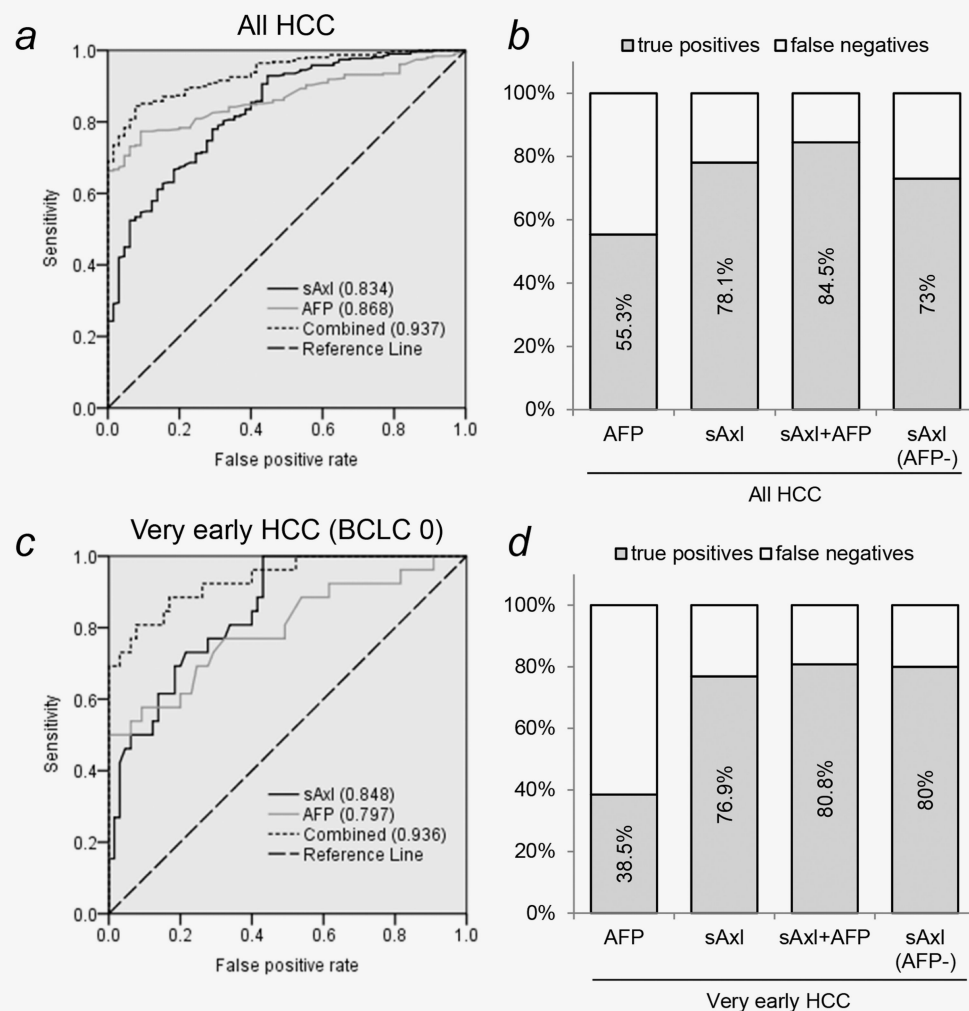 a
All HCC
1.0
0.8
0.6
0.4
0.2
0.0
Sensitivity
sAxl (0.834)
AFP (0.868)
Combined (0.937)
Reference Line
0.0 0.2 0.4 0.6 0.8 1.0
False positive rate
b
true positives false negatives
100%
80%
60%
40%
20%
0%
55.3%
78.1%
84.5%
73%
AFP sAxl sAxl+AFP sAxl
(AFP-)
All HCC
c
Very early HCC (BCLC 0)
1.0
0.8
0.6
0.4
0.2
0.0
Sensitivity
sAxl (0.848)
AFP (0.797)
Combined (0.936)
Reference Line
0.0 0.2 0.4 0.6 0.8 1.0
False positive rate
d
true positives false negatives
100%
80%
60%
40%
20%
0%
38.5%
76.9%
80.8%
80%
AFP sAxl sAxl+AFP sAxl
(AFP-)
Very early HCC